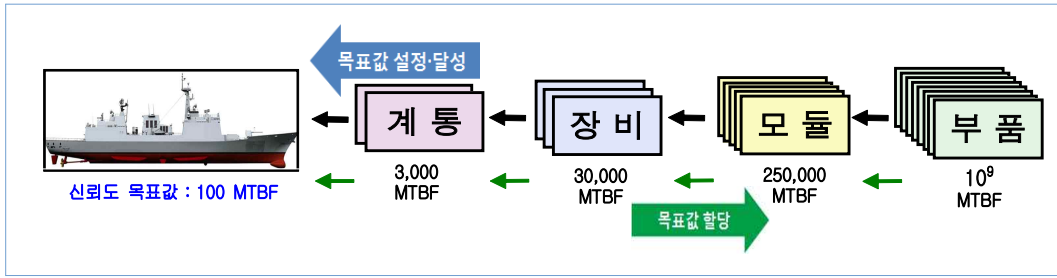 목표값 설정·달성
계 통
장 비
모 듈
부 품
신뢰도 목표값 : 100 MTBF
3,000
MTBF
30,000
MTBF
250,000
MTBF
10⁹
MTBF
목표값 할당